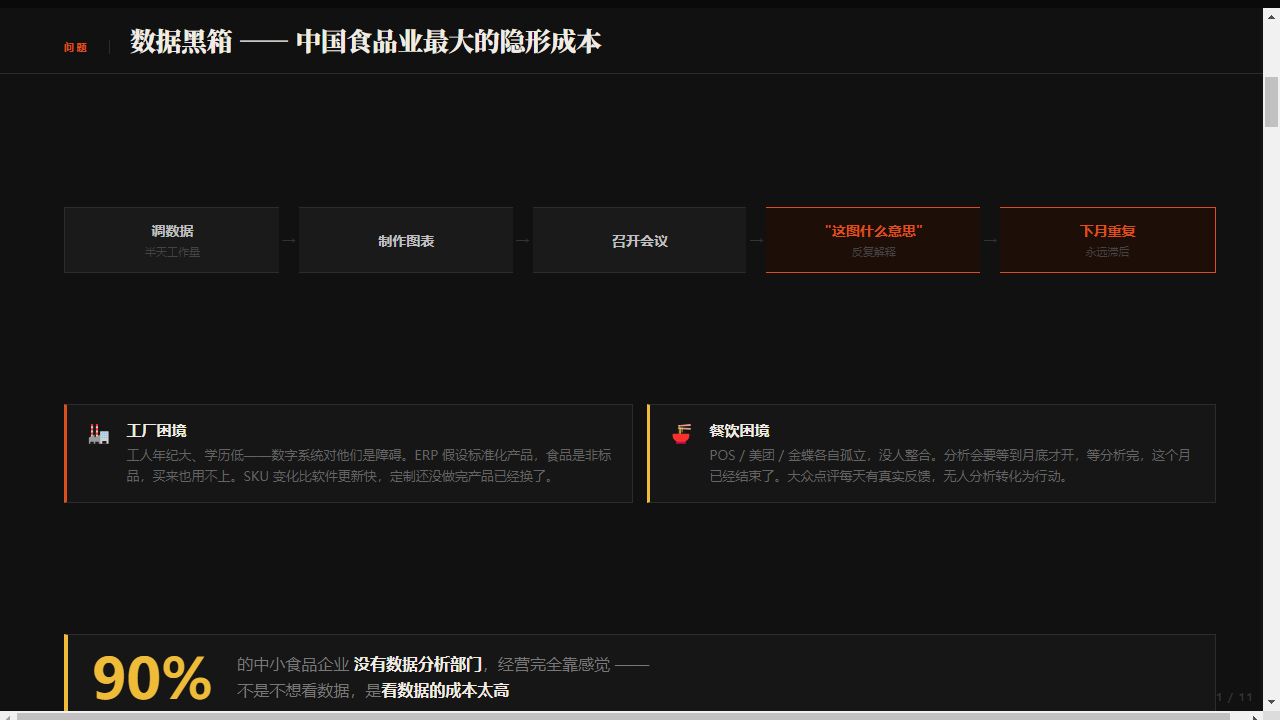 问题
数据黑箱 —— 中国食品业最大的隐形成本
调数据
半天工作量
→
制作图表
→
召开会议
→
"这图什么意思"
反复解释
→
下月重复
永远滞后
工厂困境
工人年纪大、学历低——数字系统对他们是障碍。ERP 假设标准化产品，食品是非标
品，买来也用不上。SKU 变化比软件更新快，定制还没做完产品已经换了。
餐饮困境
POS / 美团 / 金蝶各自孤立，没人整合。分析会要等到月底才开，等分析完，这个月
已经结束了。大众点评每天有真实反馈，无人分析转化为行动。
90%
的中小食品企业 没有数据分析部门，经营完全靠感觉 ——
不是不想看数据，是看数据的成本太高
1 / 11